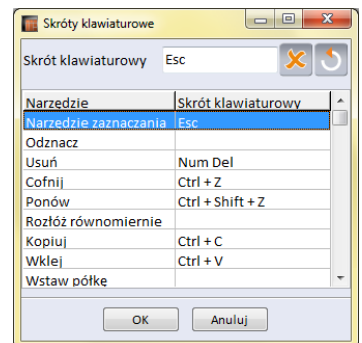 Skróty klawiaturowe
Skrót klawiaturowy Esc
Narzędzie Skrót klawiaturowy
Narzędzie zaznaczania Esc
Odznacz
Usuń Num Del
Cofnij Ctrl + Z
Ponów Ctrl + Shift + Z
Rozłóż równomiernie
Kopiuj Ctrl + C
Wklej Ctrl + V
Wstaw półkę
OK Anuluj